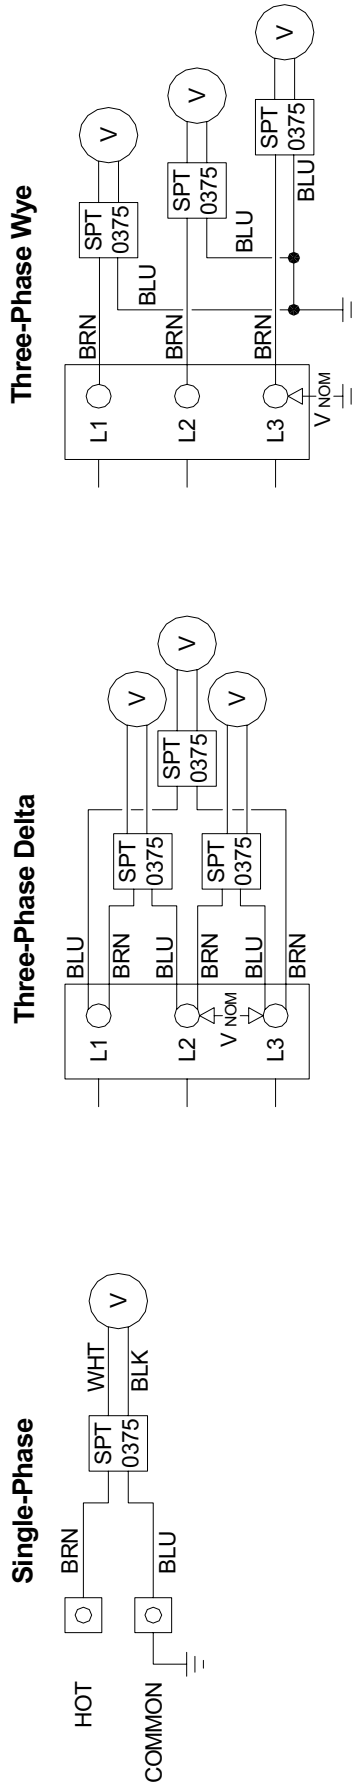 Single-Phase
HOT
BRN
COMMON
BLU
SPT
0375
WHT
BLK
V
Three-Phase Delta
L1
L2
L3
V NOM
BLU
BRN
BLU
BRN
BLU
BRN
SPT
0375
SPT
0375
SPT
0375
V
V
V
Three-Phase Wye
L1
L2
L3
V NOM
BRN
BLU
BRN
BLU
BRN
BLU
SPT
0375
SPT
0375
SPT
0375
V
V
V